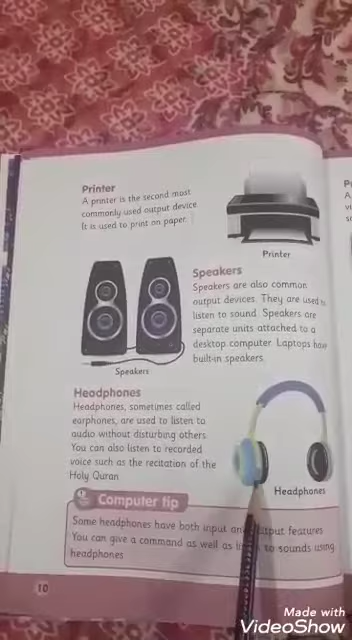 Printer
A printer is the second most
commonly used output device
It is used to print on paper.
Printer
Speakers
Speakers are also common
output devices. They are used to
listen to sound. Speakers are
separate units attached to a
desktop computer. Laptops have
built-in speakers.
Speakers
Headphones
Headphones, sometimes called
earphones, are used to listen to
audio without disturbing others.
You can also listen to recorded
voice such as the recitation of the
Holy Quran
Headphones
Computer tip
Some headphones have both input and output features
You can give a command as well as to sounds using
headphones
10
Made with
VideoShow